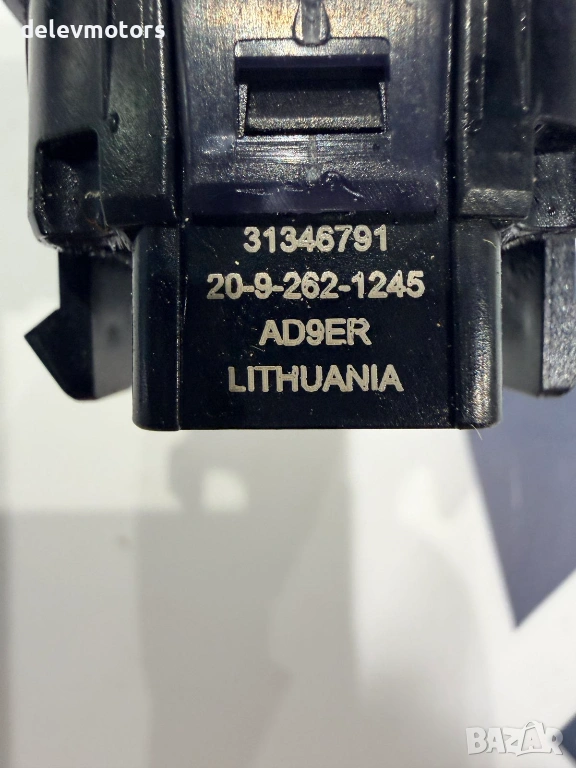 delevmotors
31346791
20-9-262-1245
AD9ER
LITHUANIA
BAZAR